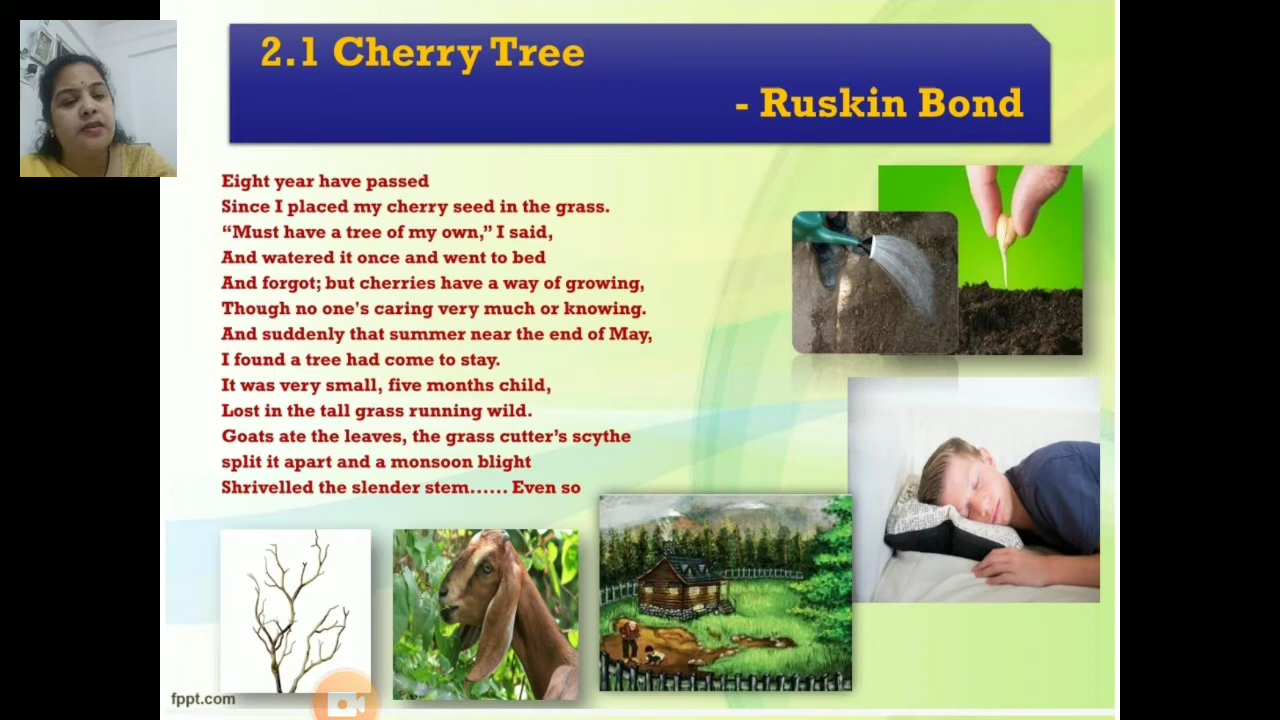 2.1 Cherry Tree
- Ruskin Bond
Eight year have passed
Since I placed my cherry seed in the grass.
“Must have a tree of my own,” I said,
And watered it once and went to bed
And forgot; but cherries have a way of growing,
Though no one's caring very much or knowing.
And suddenly that summer near the end of May,
I found a tree had come to stay.
It was very small, five months child,
Lost in the tall grass running wild.
Goats ate the leaves, the grass cutter’s scythe
split it apart and a monsoon blight
Shrivelled the slender stem...... Even so
fppt.com